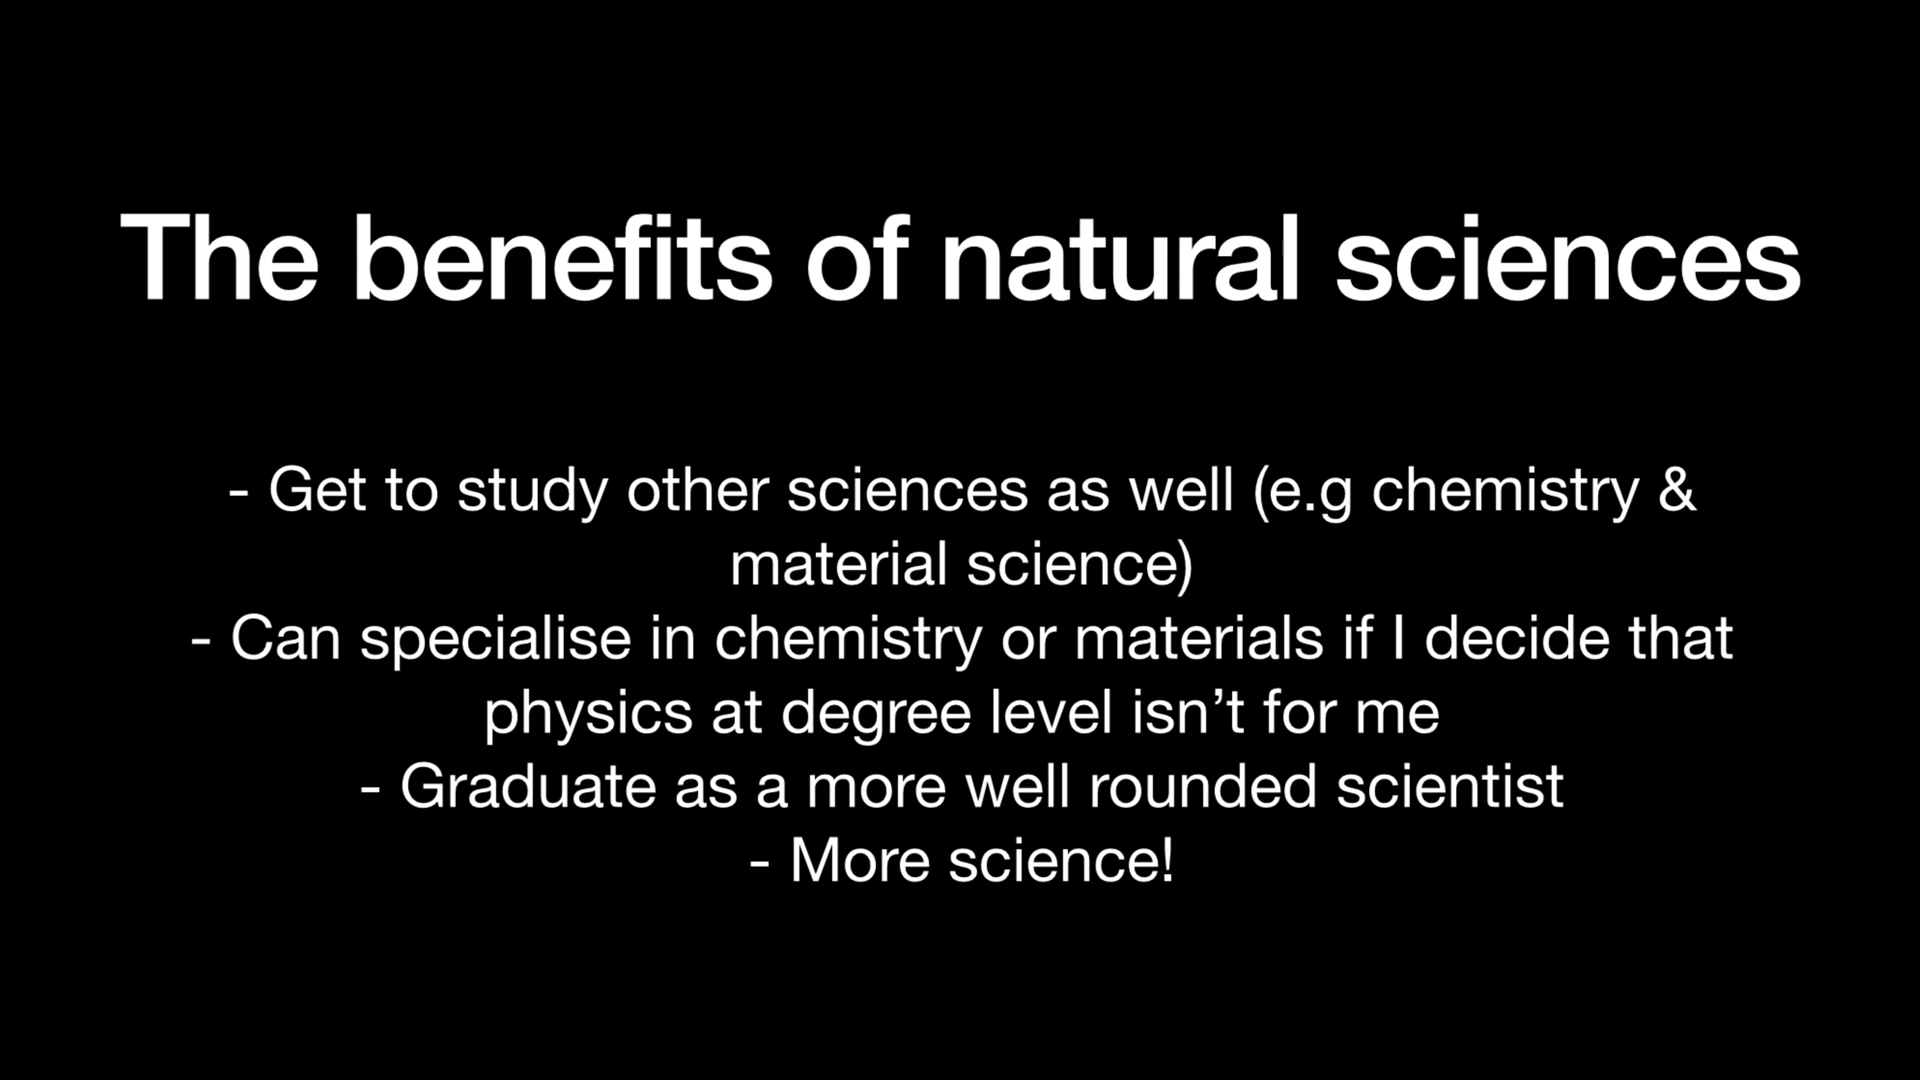 The benefits of natural sciences
- Get to study other sciences as well (e.g chemistry &
material science)
- Can specialise in chemistry or materials if I decide that
physics at degree level isn’t for me
- Graduate as a more well rounded scientist
- More science!